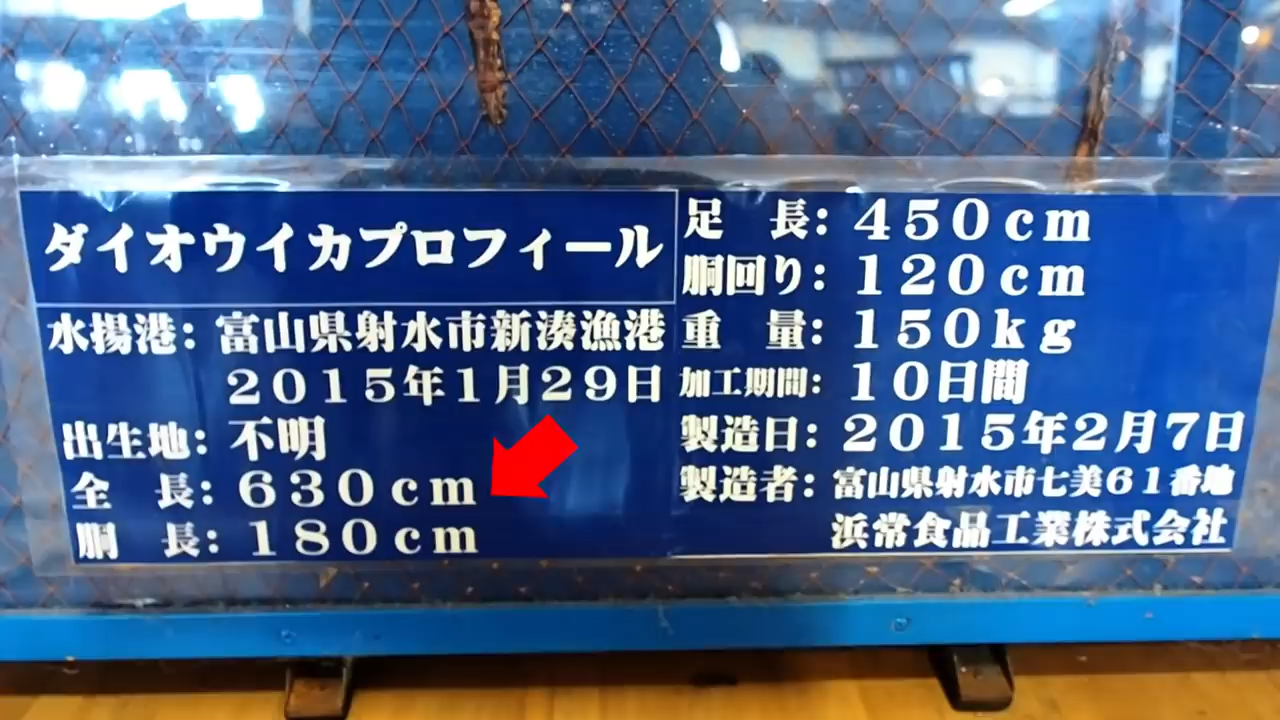 ダイオウイカプロフィール
水揚港：富山県射水市新湊漁港
２０１５年１月２９日
出生地：不明
全　長：６３０ｃｍ
胴　長：１８０ｃｍ
足　長：４５０ｃｍ
胴回り：１２０ｃｍ
重　量：１５０ｋｇ
加工期間：１０日間
製造日：２０１５年２月７日
製造者：富山県射水市七美６１番地
浜常食品工業株式会社